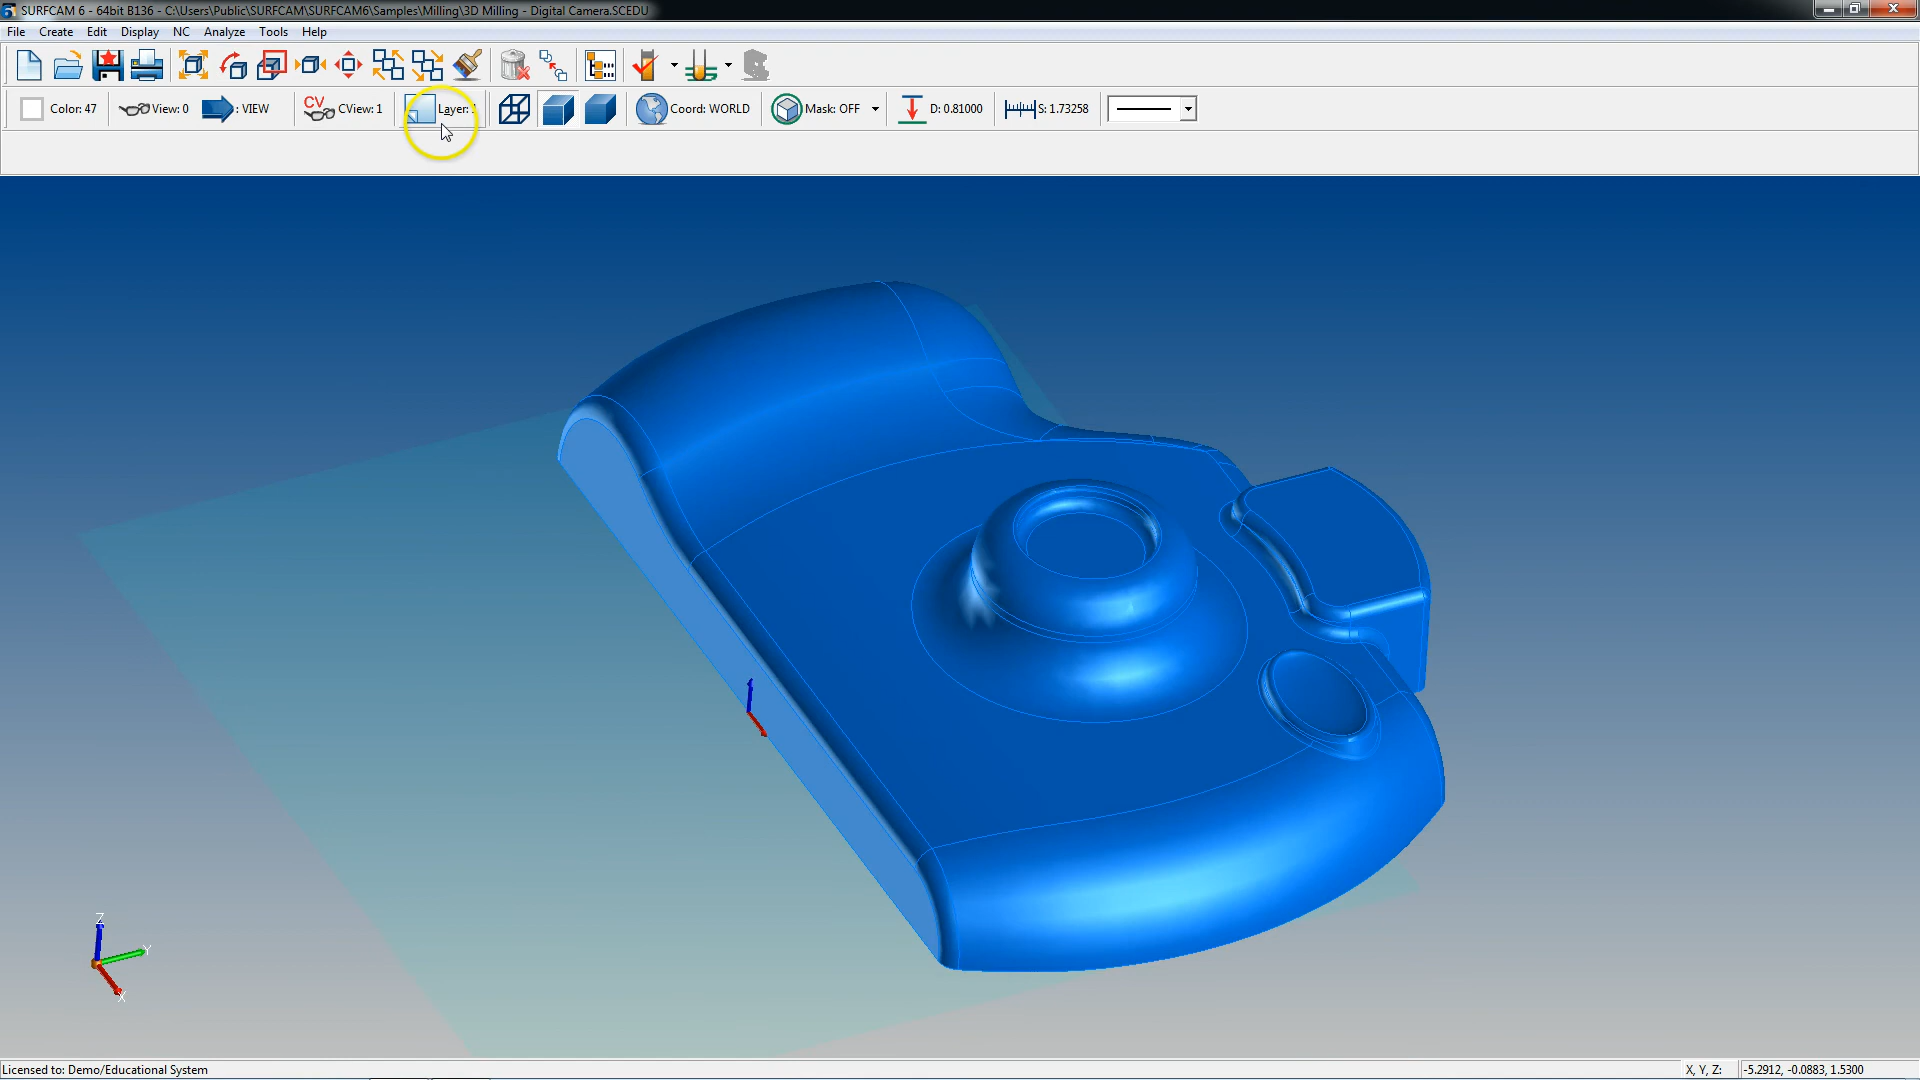 SURFCAM 6 - 64bit B136 - C:\Users\Public\SURFCAM\SURFCAM6\Samples\Milling\3D Milling - Digital Camera.SCEDU
File Create Edit Display NC Analyze Tools Help
Color: 47 View: 0 : VIEW CV CView: 1 Layer: Coord: WORLD Mask: OFF D: 0.81000 S: 1.73258
Z
Y
X
Licensed to: Demo/Educational System X, Y, Z: -5.2912, -0.0883, 1.5300